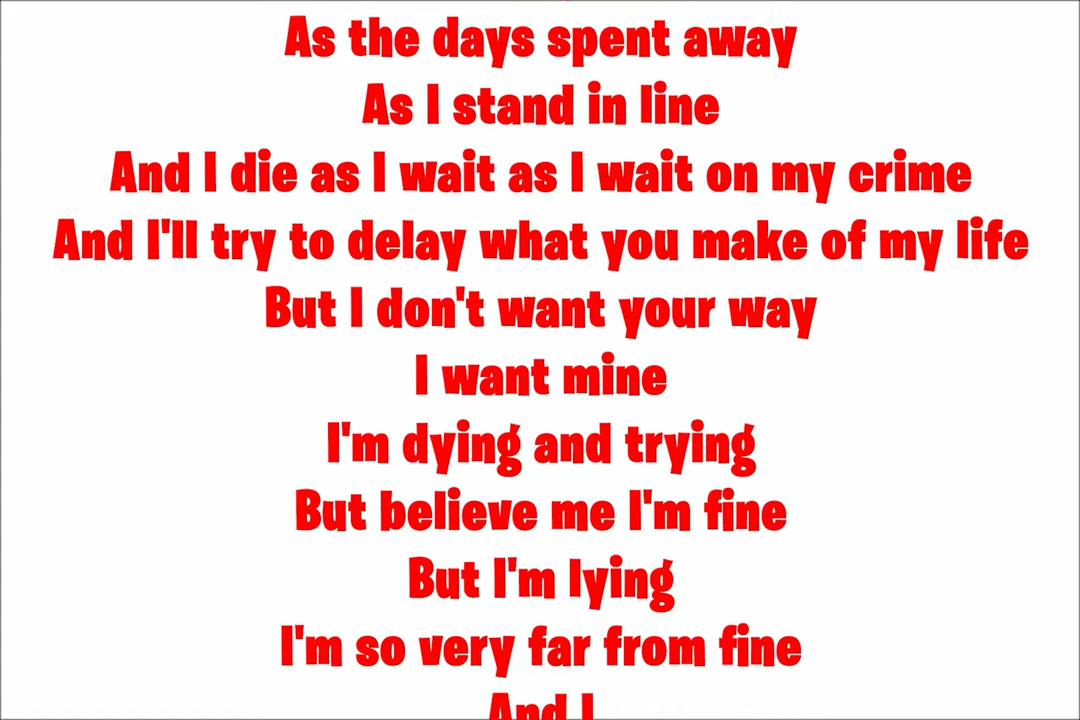 As the days spent away
As I stand in line
And I die as I wait as I wait on my crime
And I'll try to delay what you make of my life
But I don't want your way
I want mine
I'm dying and trying
But believe me I'm fine
But I'm lying
I'm so very far from fine
And I